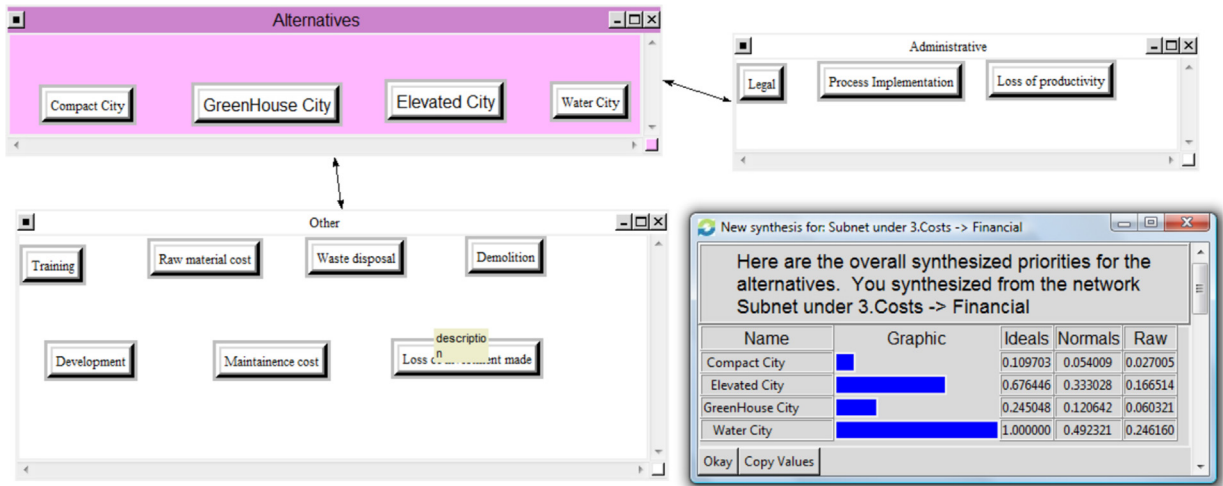 Alternatives
Compact City
GreenHouse City
Elevated City
Water City
Administrative
Legal
Process Implementation
Loss of productivity
Other
Training
Raw material cost
Waste disposal
Demolition
Development
Maintainence cost
descriptio
n
Loss made
New synthesis for: Subnet under 3.Costs -> Financial
Here are the overall synthesized priorities for the
alternatives. You synthesized from the network
Subnet under 3.Costs -> Financial
Name Graphic Ideals Normals Raw
Compact City 0.109703 0.054009 0.027005
Elevated City 0.676446 0.333028 0.166514
GreenHouse City 0.245048 0.120642 0.060321
Water City 1.000000 0.492321 0.246160
Okay Copy Values